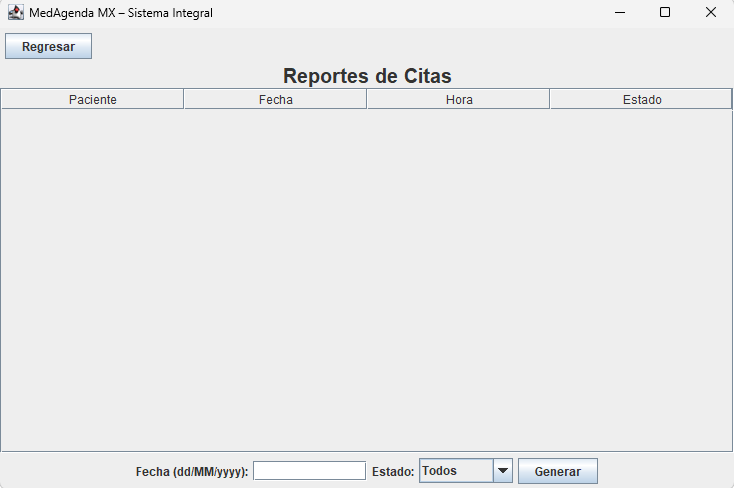 MedAgenda MX – Sistema Integral
Regresar
Reportes de Citas
Paciente Fecha Hora Estado
Fecha (dd/MM/yyyy): Estado: Todos Generar